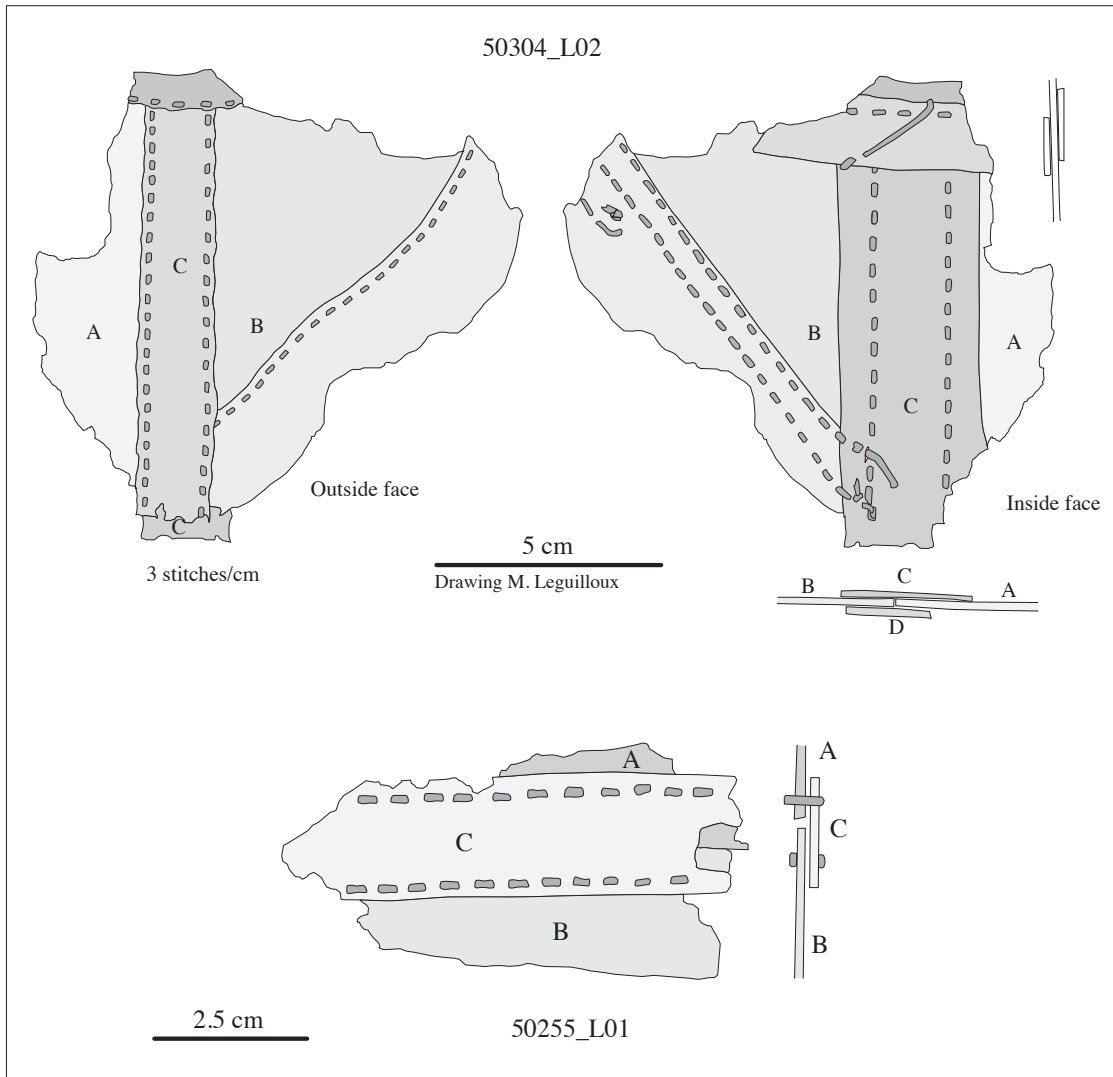 50304_L02
C
A
B
B
A
C
Outside face
Inside face
C
3 stitches/cm
5 cm
Drawing M. Leguilloux
C
B
A
D
A
A
C
C
B
B
2.5 cm
50255_L01